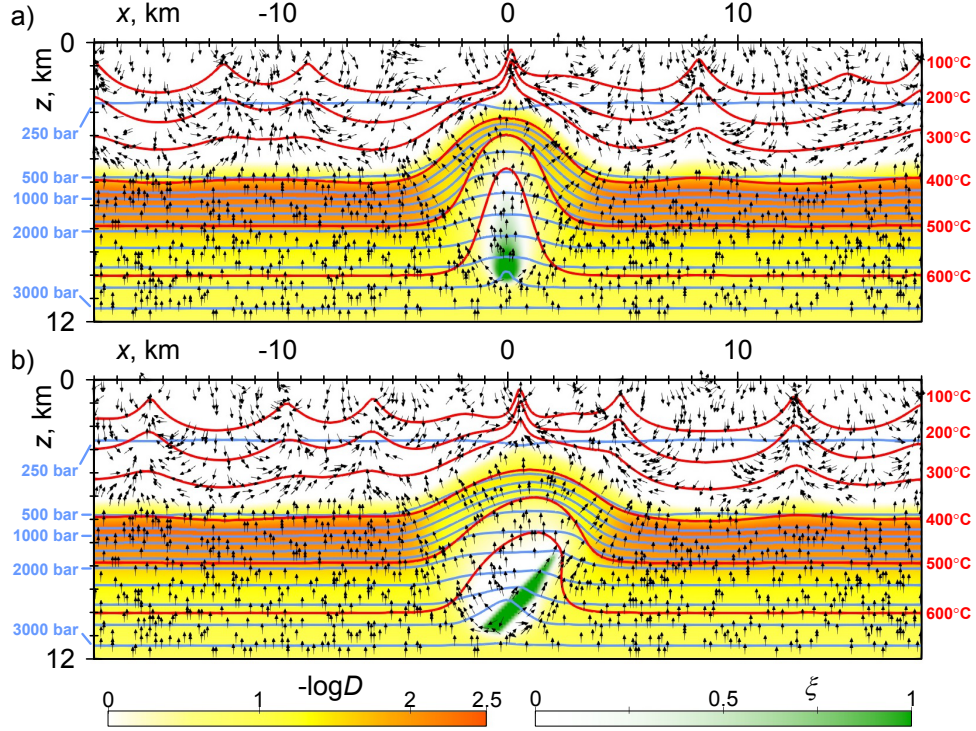 a)
x, km -10 0 10
0
z, km
12
100°C
200°C
300°C
400°C
500°C
600°C
250 bar
500 bar
1000 bar
2000 bar
3000 bar
b)
x, km -10 0 10
0
z, km
12
100°C
200°C
300°C
400°C
500°C
600°C
250 bar
500 bar
1000 bar
2000 bar
3000 bar
-logD
0 1 2 2.5
ξ
0 0.5 1